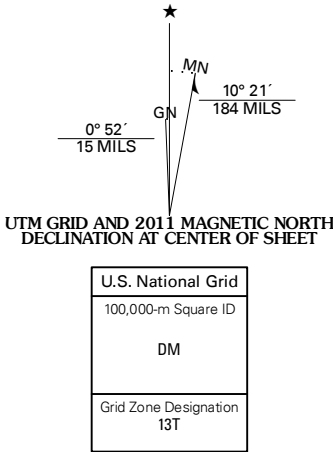 ★
MN
10° 21´
184 MILS
GN
0° 52´
15 MILS
UTM GRID AND 2011 MAGNETIC NORTH
DECLINATION AT CENTER OF SHEET
U.S. National Grid
100,000-m Square ID
DM
Grid Zone Designation
13T